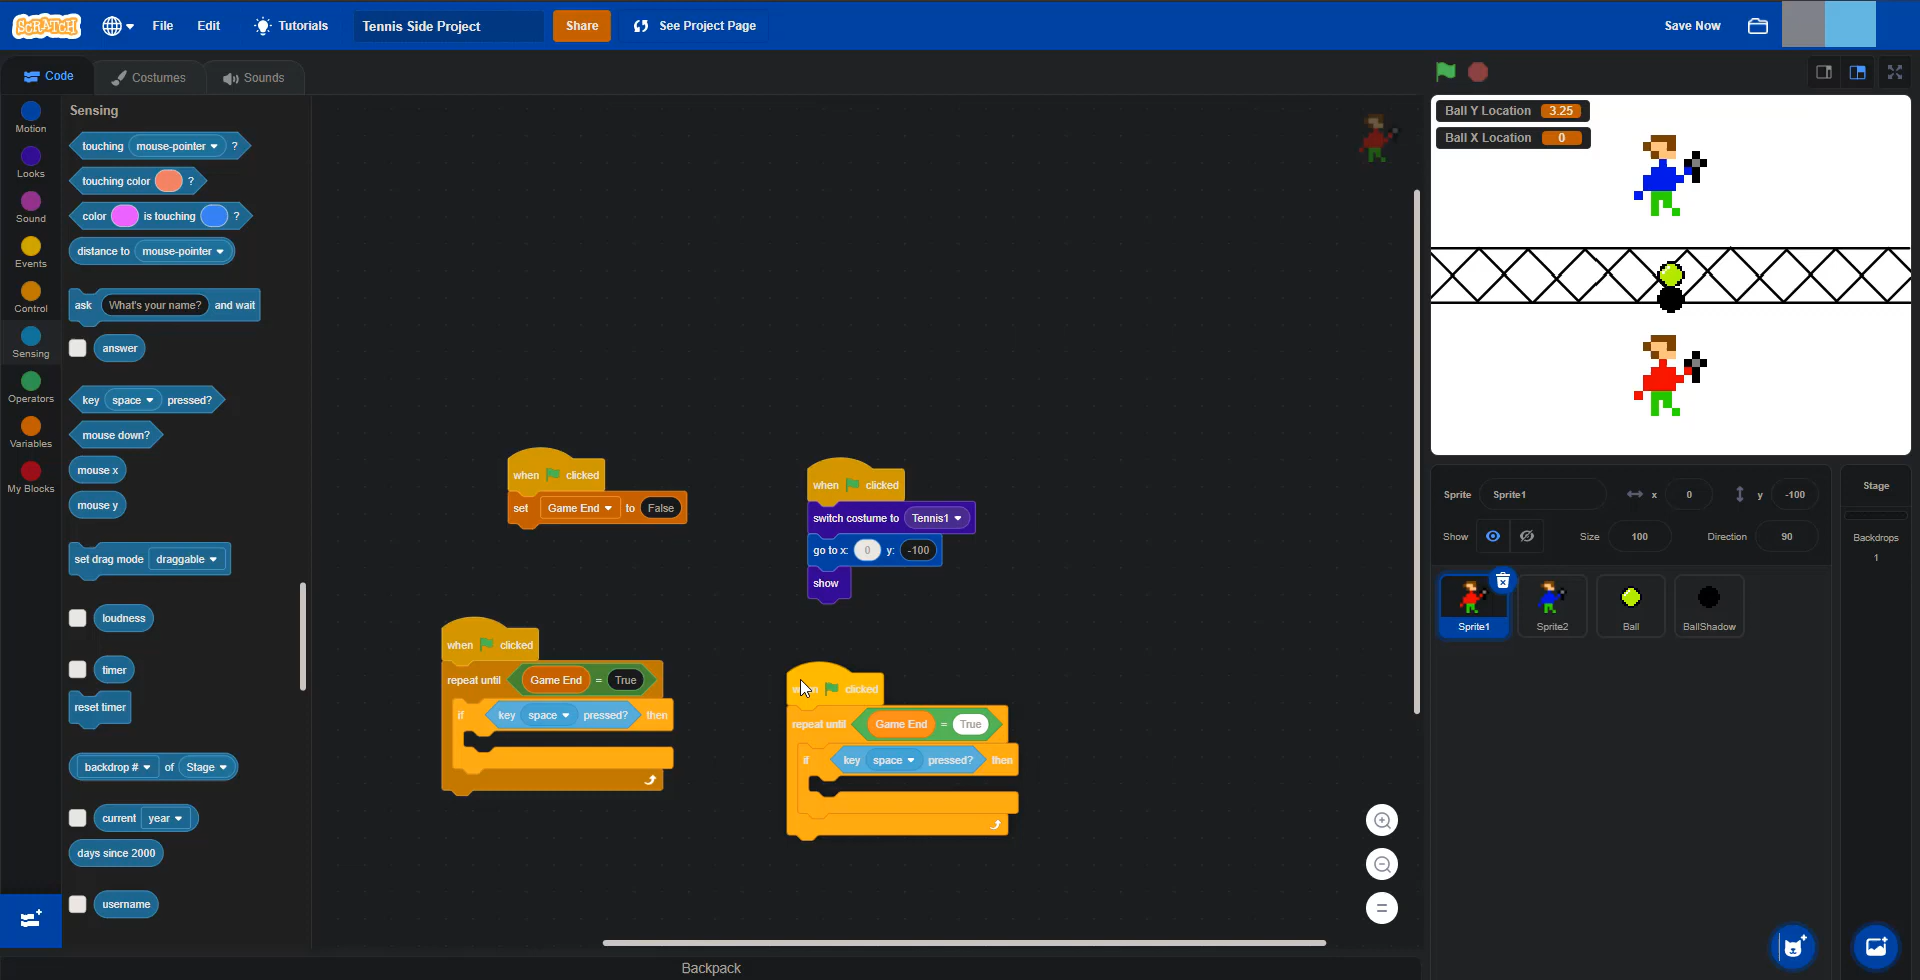 SCRATCH File Edit Tutorials Tennis Side Project Share See Project Page Save Now
Code Costumes Sounds
Motion
Looks
Sound
Events
Control
Sensing
Operators
Variables
My Blocks
Sensing
touching mouse-pointer ?
touching color ?
color is touching ?
distance to mouse-pointer
ask What's your name? and wait
answer
key space pressed?
mouse down?
mouse x
mouse y
set drag mode draggable
loudness
timer
reset timer
backdrop # of Stage
current year
days since 2000
username
when clicked
set Game End to False
when clicked
switch costume to Tennis1
go to x: 0 y: -100
show
when clicked
repeat until Game End = True
if key space pressed? then
when clicked
repeat until Game End = True
if key space pressed? then
Backpack
Ball Y Location 3.25
Ball X Location 0
Sprite Sprite1 x 0 y -100
Show Size 100 Direction 90
Sprite1 Sprite2 Ball BallShadow
Stage
Backdrops
1